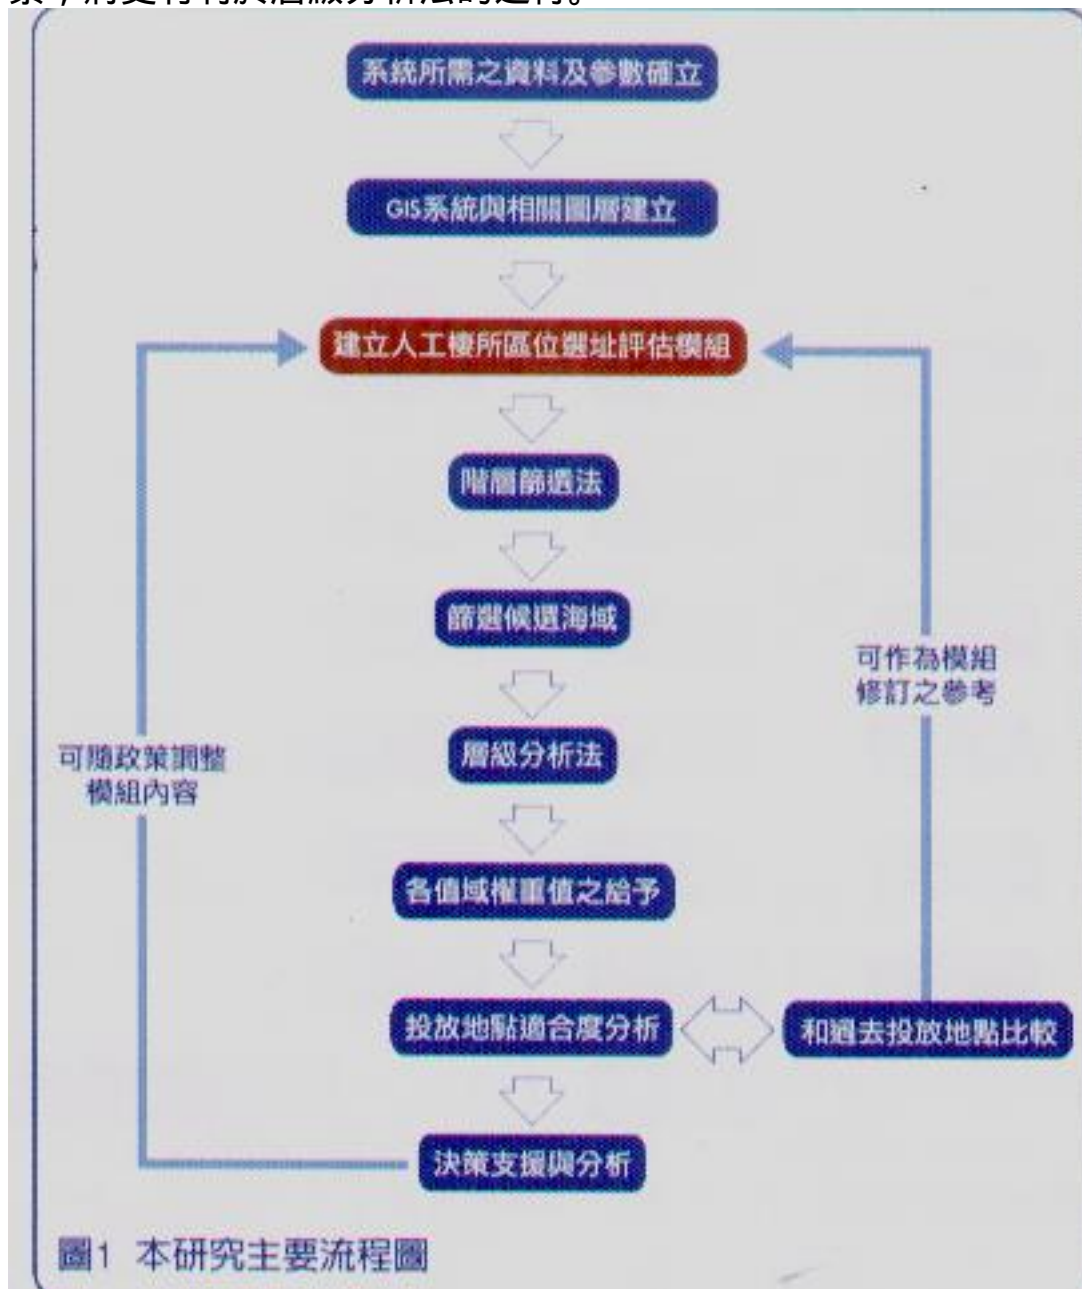 系統所需之資料及參數確立
GIS系統與相關圖層建立
建立人工棲所區位選址評估模組
階層篩選法
篩選候選海域
可作為模組
修訂之參考
層級分析法
可隨政策調整
模組內容
各值域權重值之給予
投放地點適合度分析
和過去投放地點比較
決策支援與分析
圖1 本研究主要流程圖